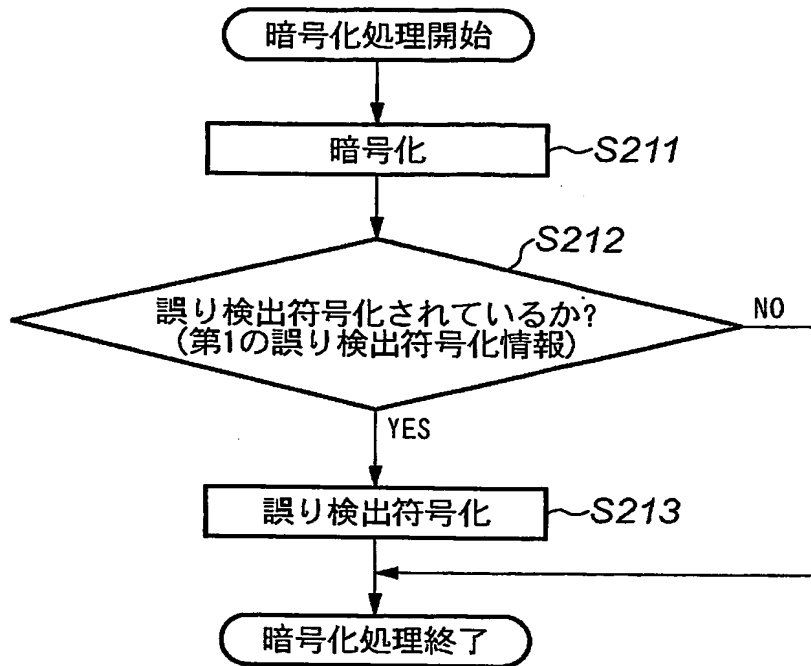 暗号化処理開始
暗号化
S211
S212
誤り検出符号化されているか?
(第1の誤り検出符号化情報)
NO
YES
誤り検出符号化
S213
暗号化処理終了